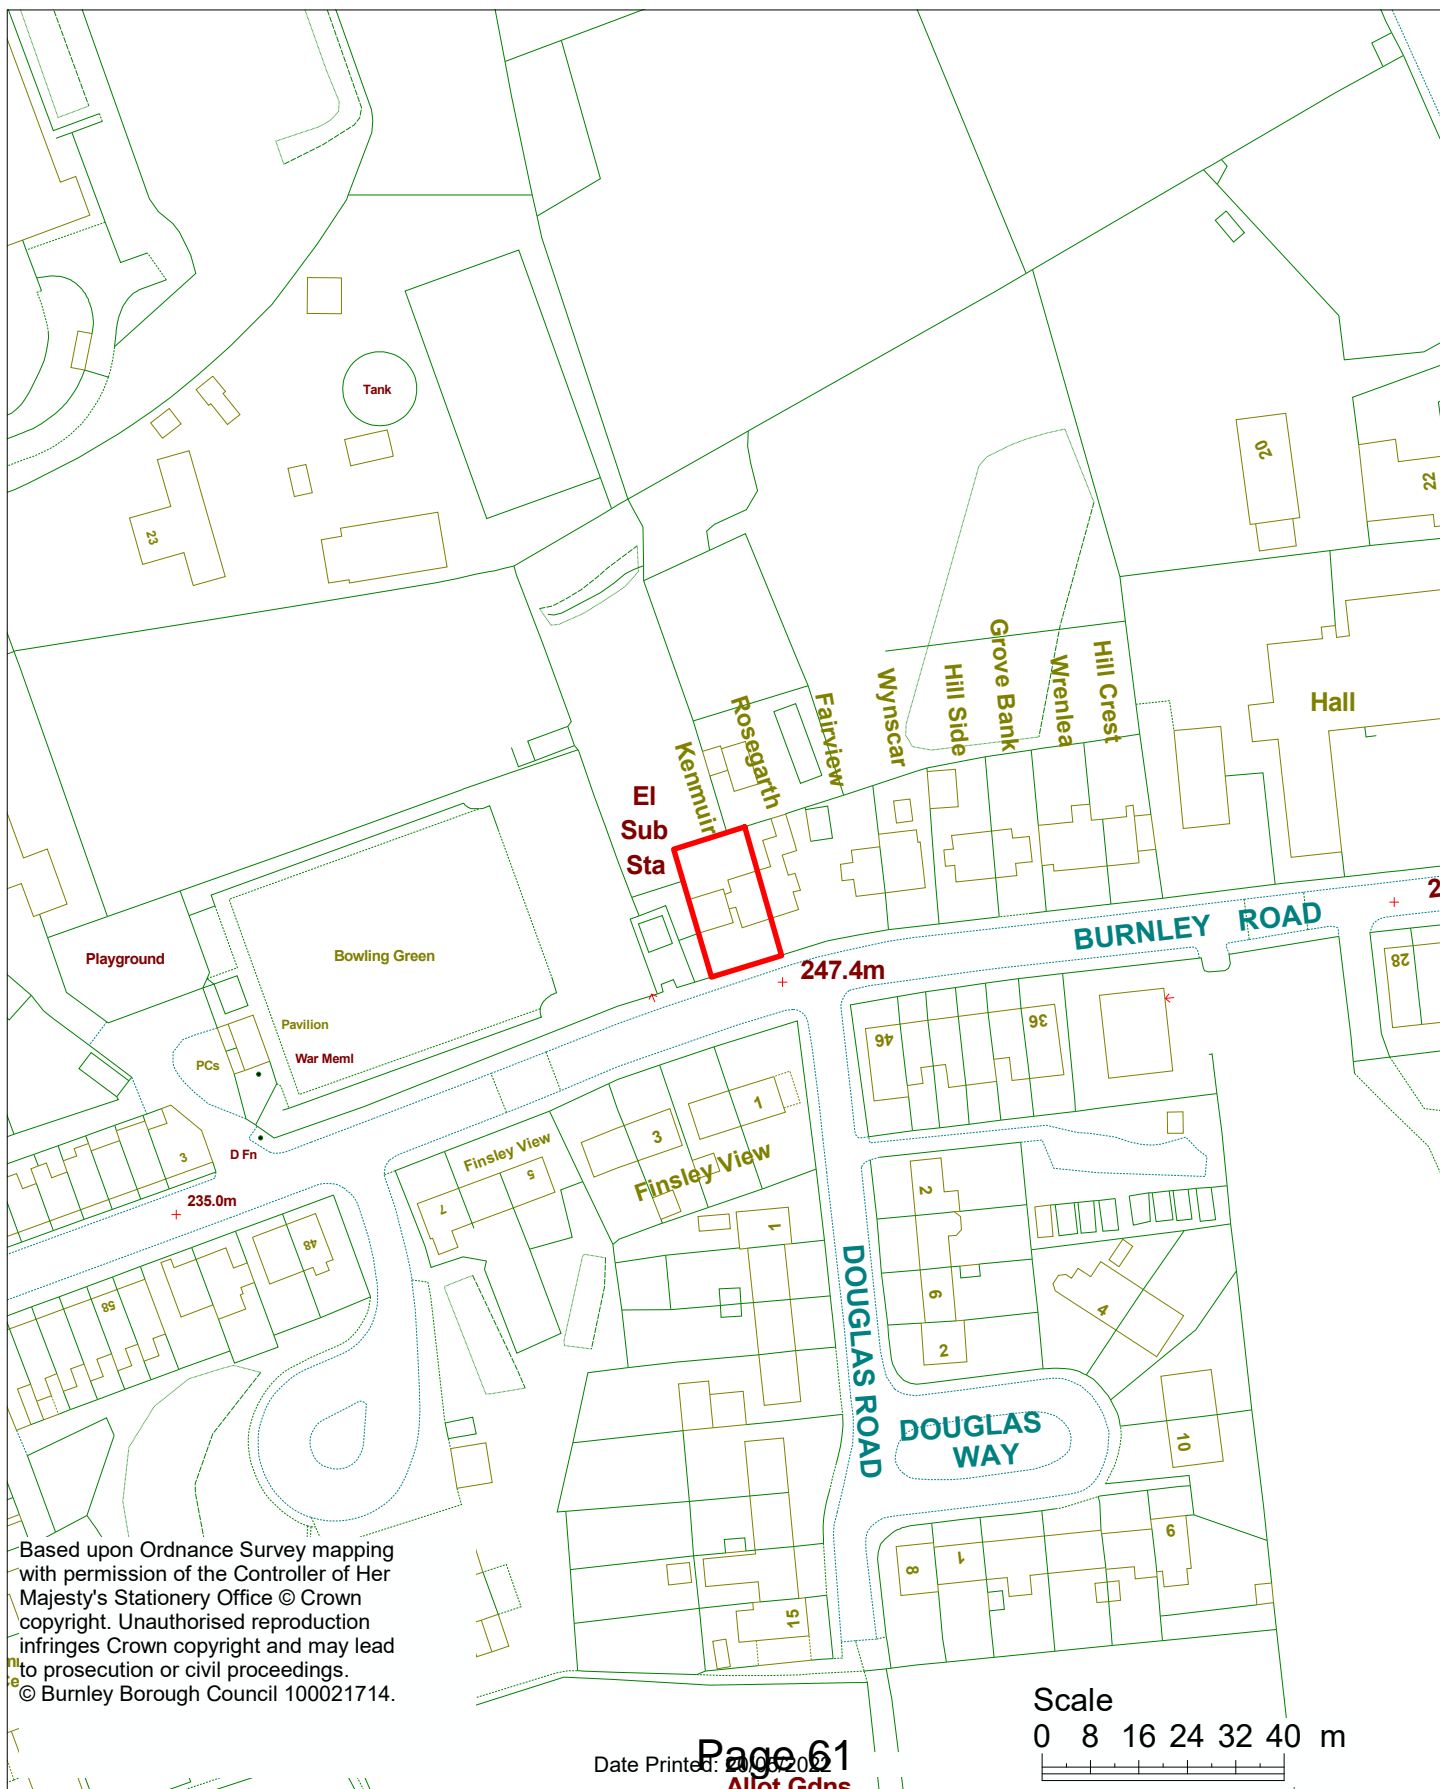 Tank
23
20
22
Hall
Kenmuir
Rosegarth
Fairview
Wynscar
Hill Side
Grove Bank
Wrenlea
Hill Crest
El
Sub
Sta
BURNLEY ROAD
247.4m
28
Playground
Bowling Green
Pavilion
PCs
War Meml
D Fn
3
235.0m
48
58
Finsley View
7
5
3
1
Finsley View
46
36
1
2
6
2
4
10
DOUGLAS ROAD
DOUGLAS
WAY
8
1
9
15
Based upon Ordnance Survey mapping
with permission of the Controller of Her
Majesty's Stationery Office © Crown
copyright. Unauthorised reproduction
infringes Crown copyright and may lead
to prosecution or civil proceedings.
© Burnley Borough Council 100021714.
Scale
0 8 16 24 32 40 m
Page 61
Date Printed:
Allot Gdns